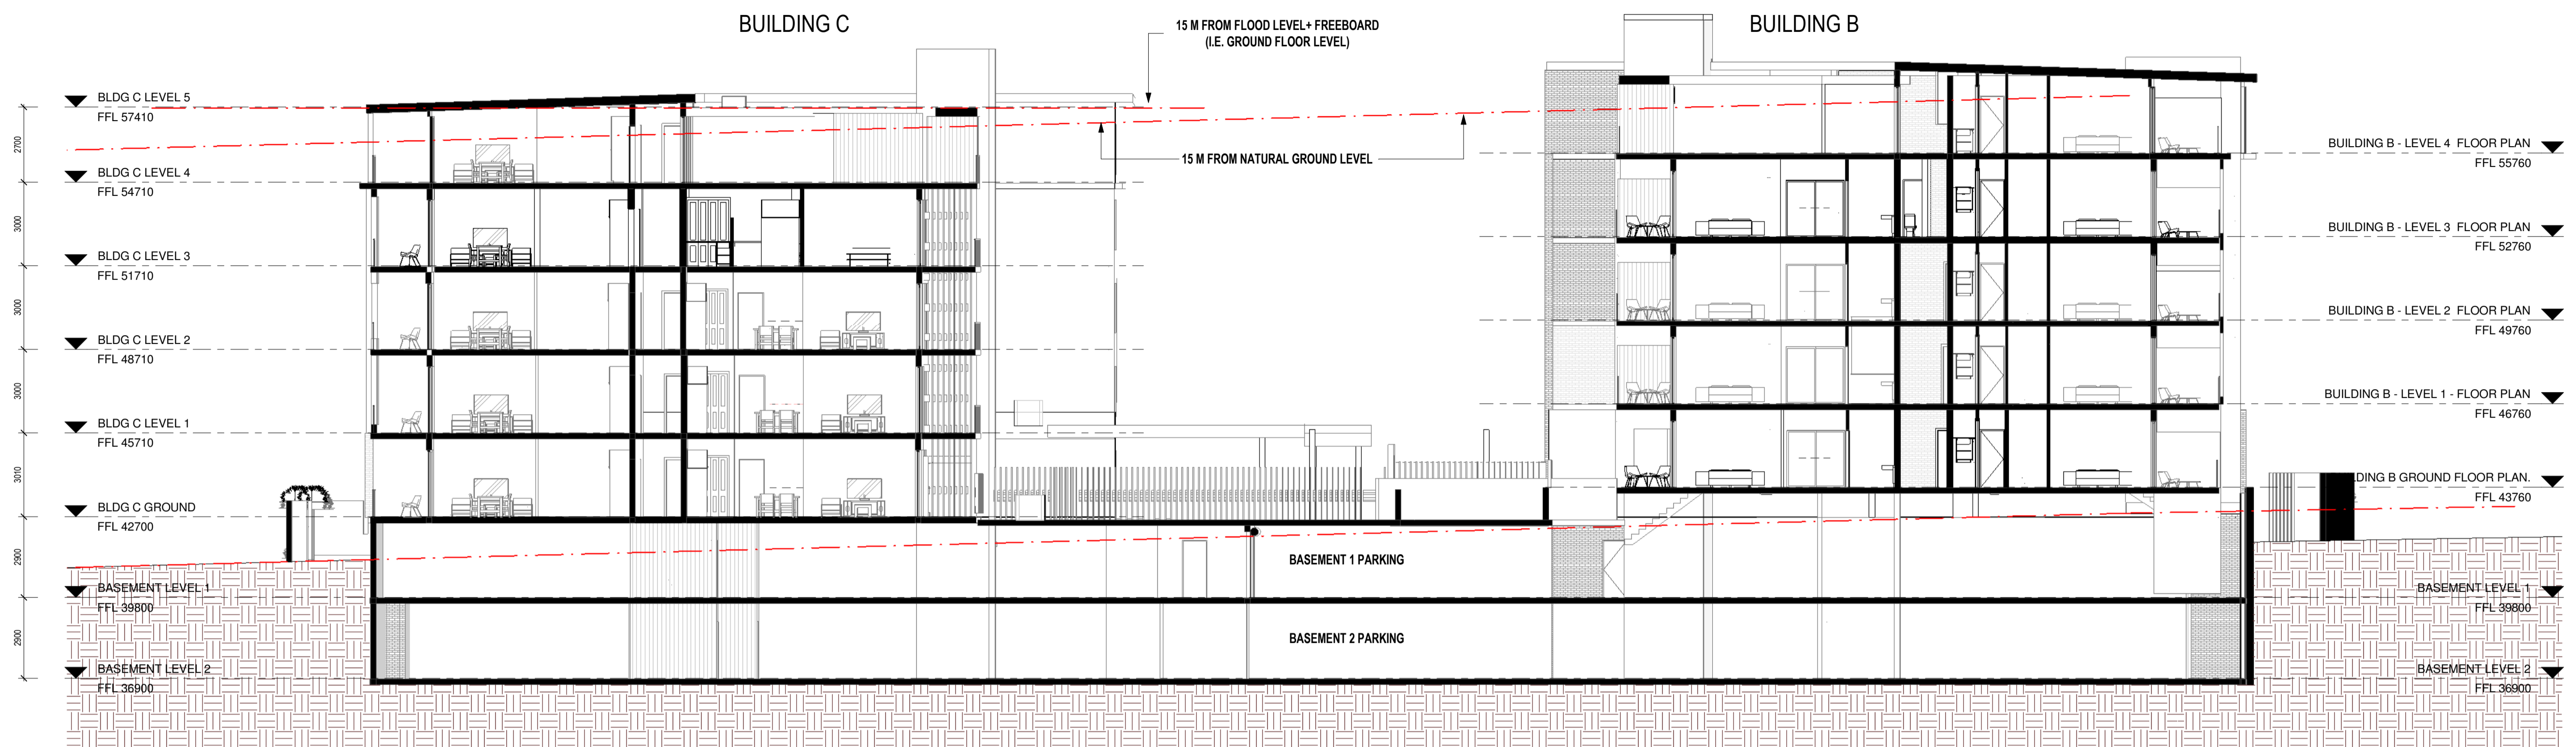 BUILDING C
15 M FROM FLOOD LEVEL+ FREEBOARD
(I.E. GROUND FLOOR LEVEL)
BUILDING B
BLDG C LEVEL 5
FFL 57410
2700
15 M FROM NATURAL GROUND LEVEL
BUILDING B - LEVEL 4 FLOOR PLAN
FFL 55760
BLDG C LEVEL 4
FFL 54710
3000
BUILDING B - LEVEL 3 FLOOR PLAN
FFL 52760
BLDG C LEVEL 3
FFL 51710
3000
BUILDING B - LEVEL 2 FLOOR PLAN
FFL 49760
BLDG C LEVEL 2
FFL 48710
3000
BUILDING B - LEVEL 1 - FLOOR PLAN
FFL 46760
BLDG C LEVEL 1
FFL 45710
3010
LDING B GROUND FLOOR PLAN.
FFL 43760
BLDG C GROUND
FFL 42700
2900
BASEMENT 1 PARKING
BASEMENT LEVEL 1
FFL 39800
BASEMENT LEVEL 1
FFL 39800
2900
BASEMENT 2 PARKING
BASEMENT LEVEL 2
FFL 36900
BASEMENT LEVEL 2
FFL 36900